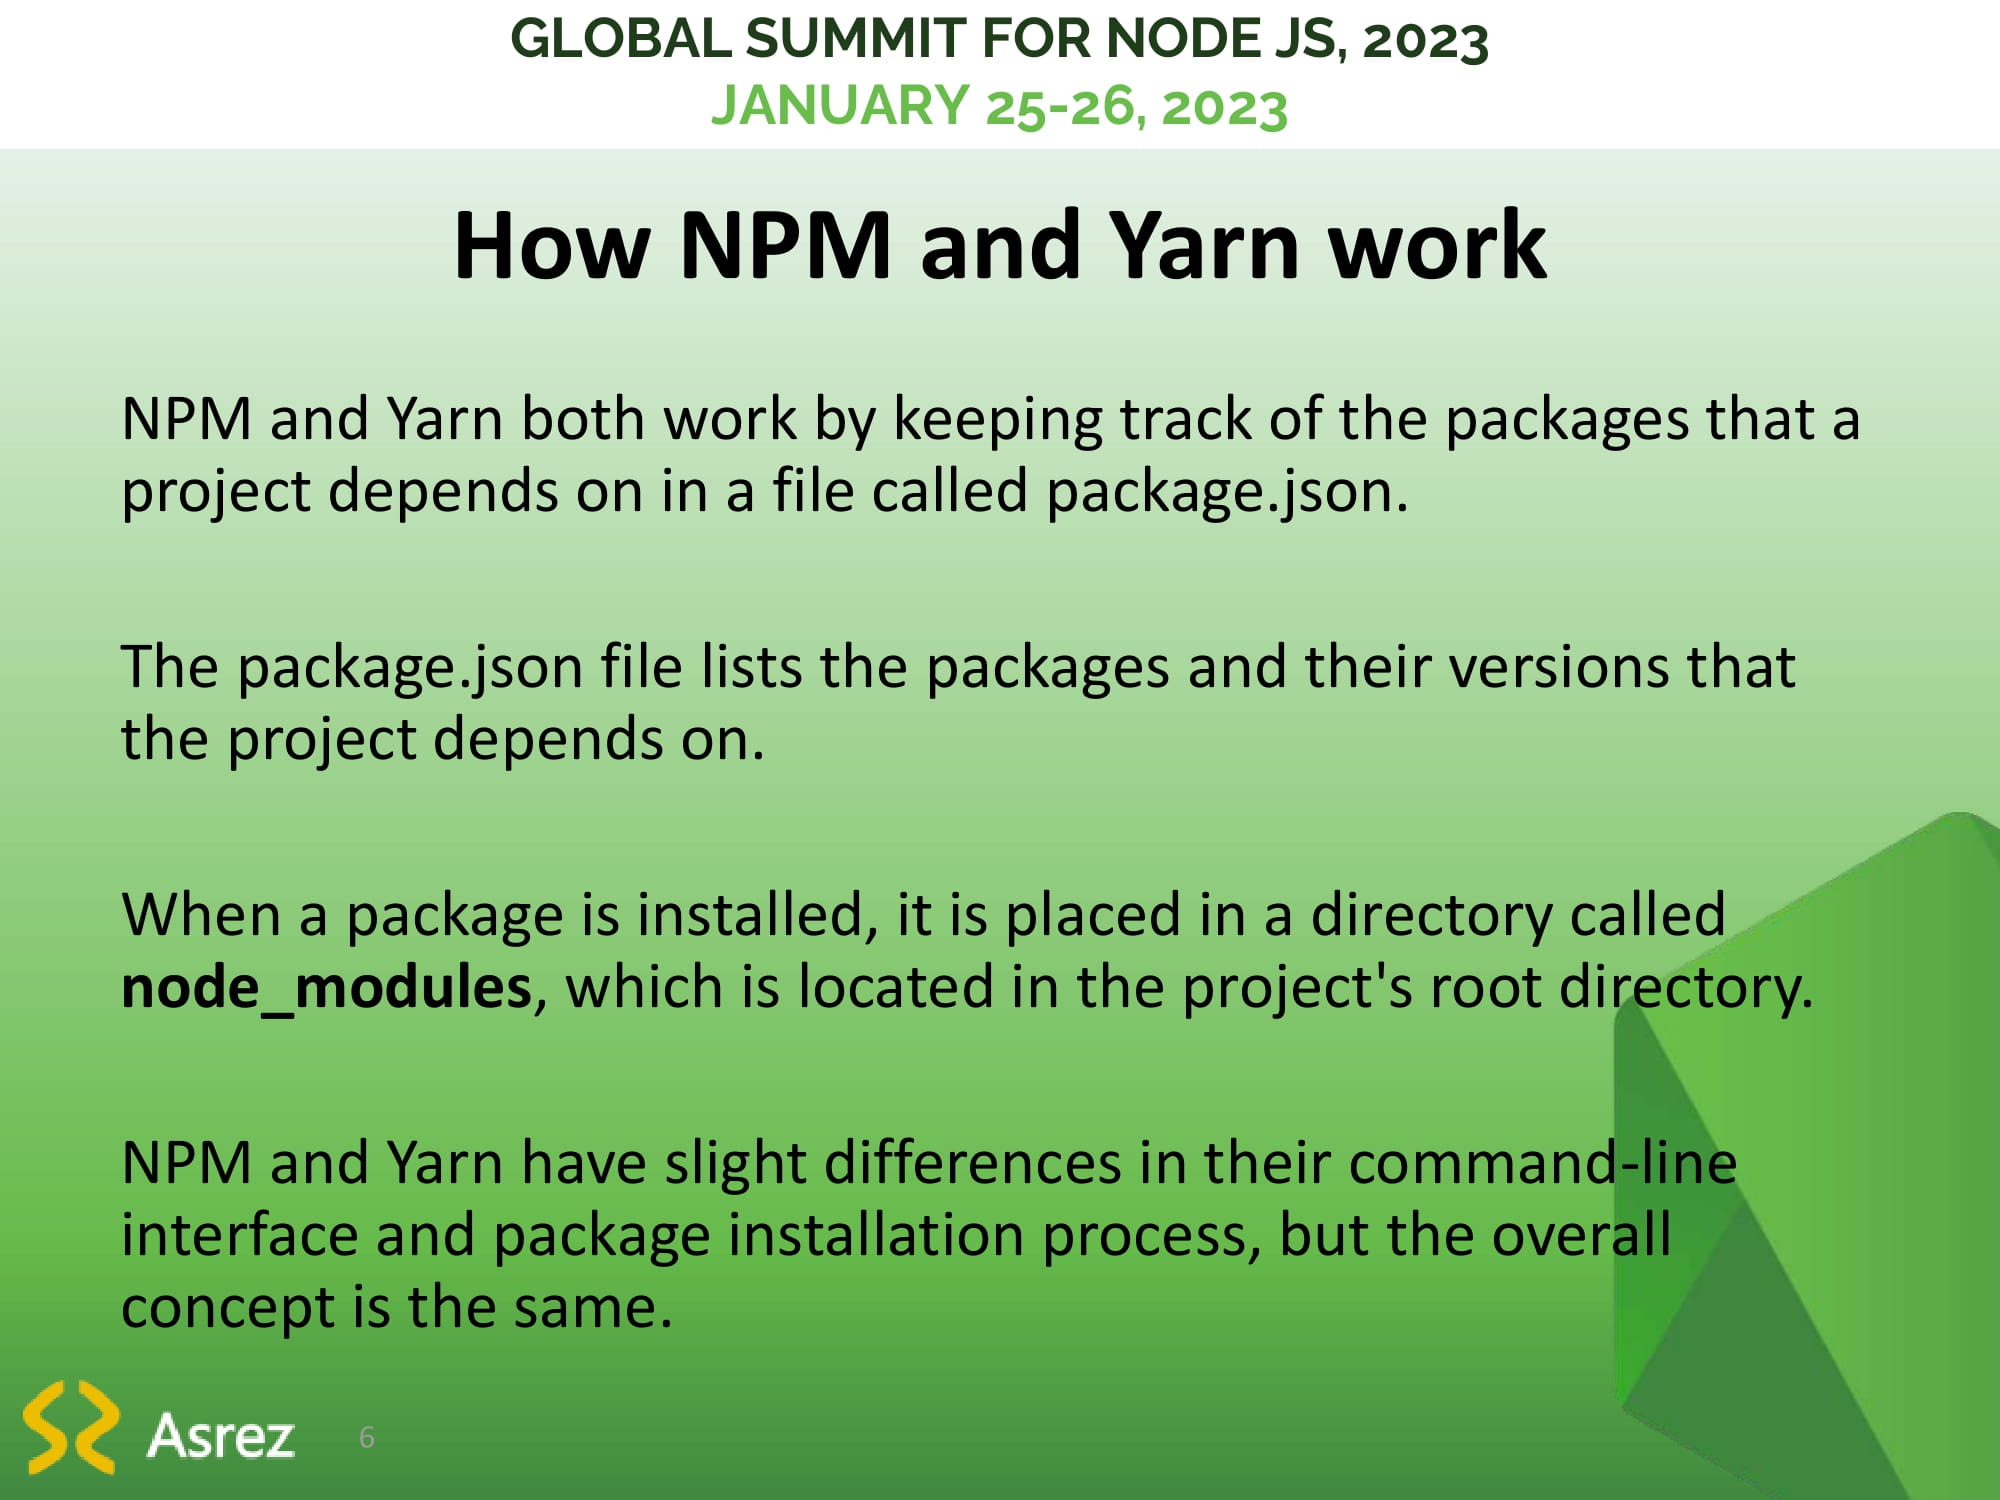 GLOBAL SUMMIT FOR NODE JS, 2023
JANUARY 25-26, 2023
How NPM and Yarn work
NPM and Yarn both work by keeping track of the packages that a
project depends on in a file called package.json.
The package.json file lists the packages and their versions that
the project depends on.
When a package is installed, it is placed in a directory called
node_modules, which is located in the project's root directory.
NPM and Yarn have slight differences in their command-line
interface and package installation process, but the overall
concept is the same.
Asrez
6